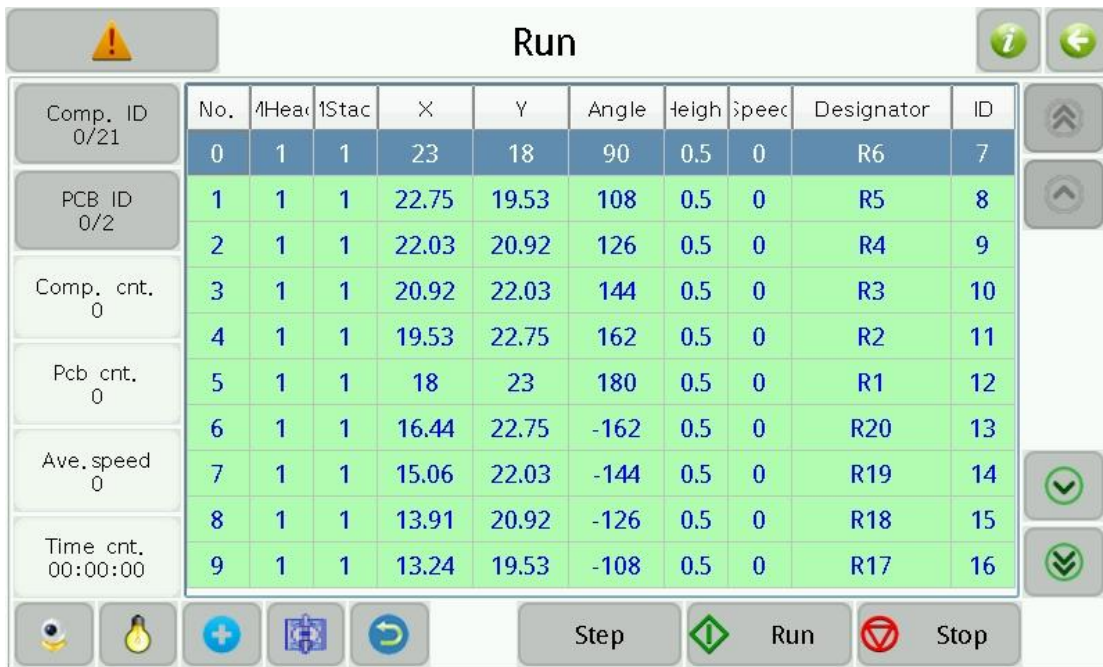 Run
Comp. ID
0/21
PCB ID
0/2
Comp. cnt.
0
Pcb cnt.
0
Ave.speed
0
Time cnt.
00:00:00
No. X Y Angle Designator ID
0 1 1 23 18 90 0.5 0 R6 7
1 1 1 22.75 19.53 108 0.5 0 R5 8
2 1 1 22.03 20.92 126 0.5 0 R4 9
3 1 1 20.92 22.03 144 0.5 0 R3 10
4 1 1 19.53 22.75 162 0.5 0 R2 11
5 1 1 18 23 180 0.5 0 R1 12
6 1 1 16.44 22.75 -162 0.5 0 R20 13
7 1 1 15.06 22.03 -144 0.5 0 R19 14
8 1 1 13.91 20.92 -126 0.5 0 R18 15
9 1 1 13.24 19.53 -108 0.5 0 R17 16
Step Run Stop